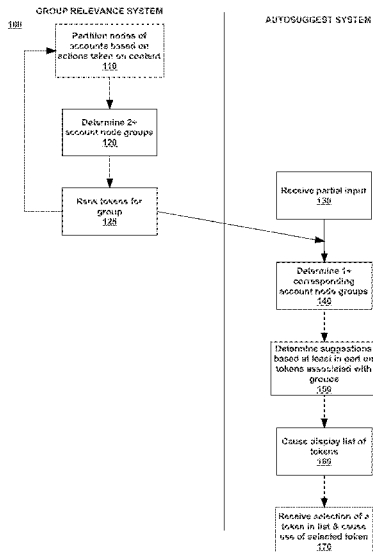 GROUP RELEVANCE SYSTEM
AUTOSUGGEST SYSTEM
100
Partition nodes of
accounts based on
actions taken on content
110
Determine 2+
account node groups
120
Rank tokens for
group
125
Receive partial input
130
Determine 1+
corresponding
account node groups
140
Determine suggestions
based at least in part on
tokens associated with
groups
150
Cause display list of
tokens
160
Receive selection of a
token in list & cause
use of selected token
170